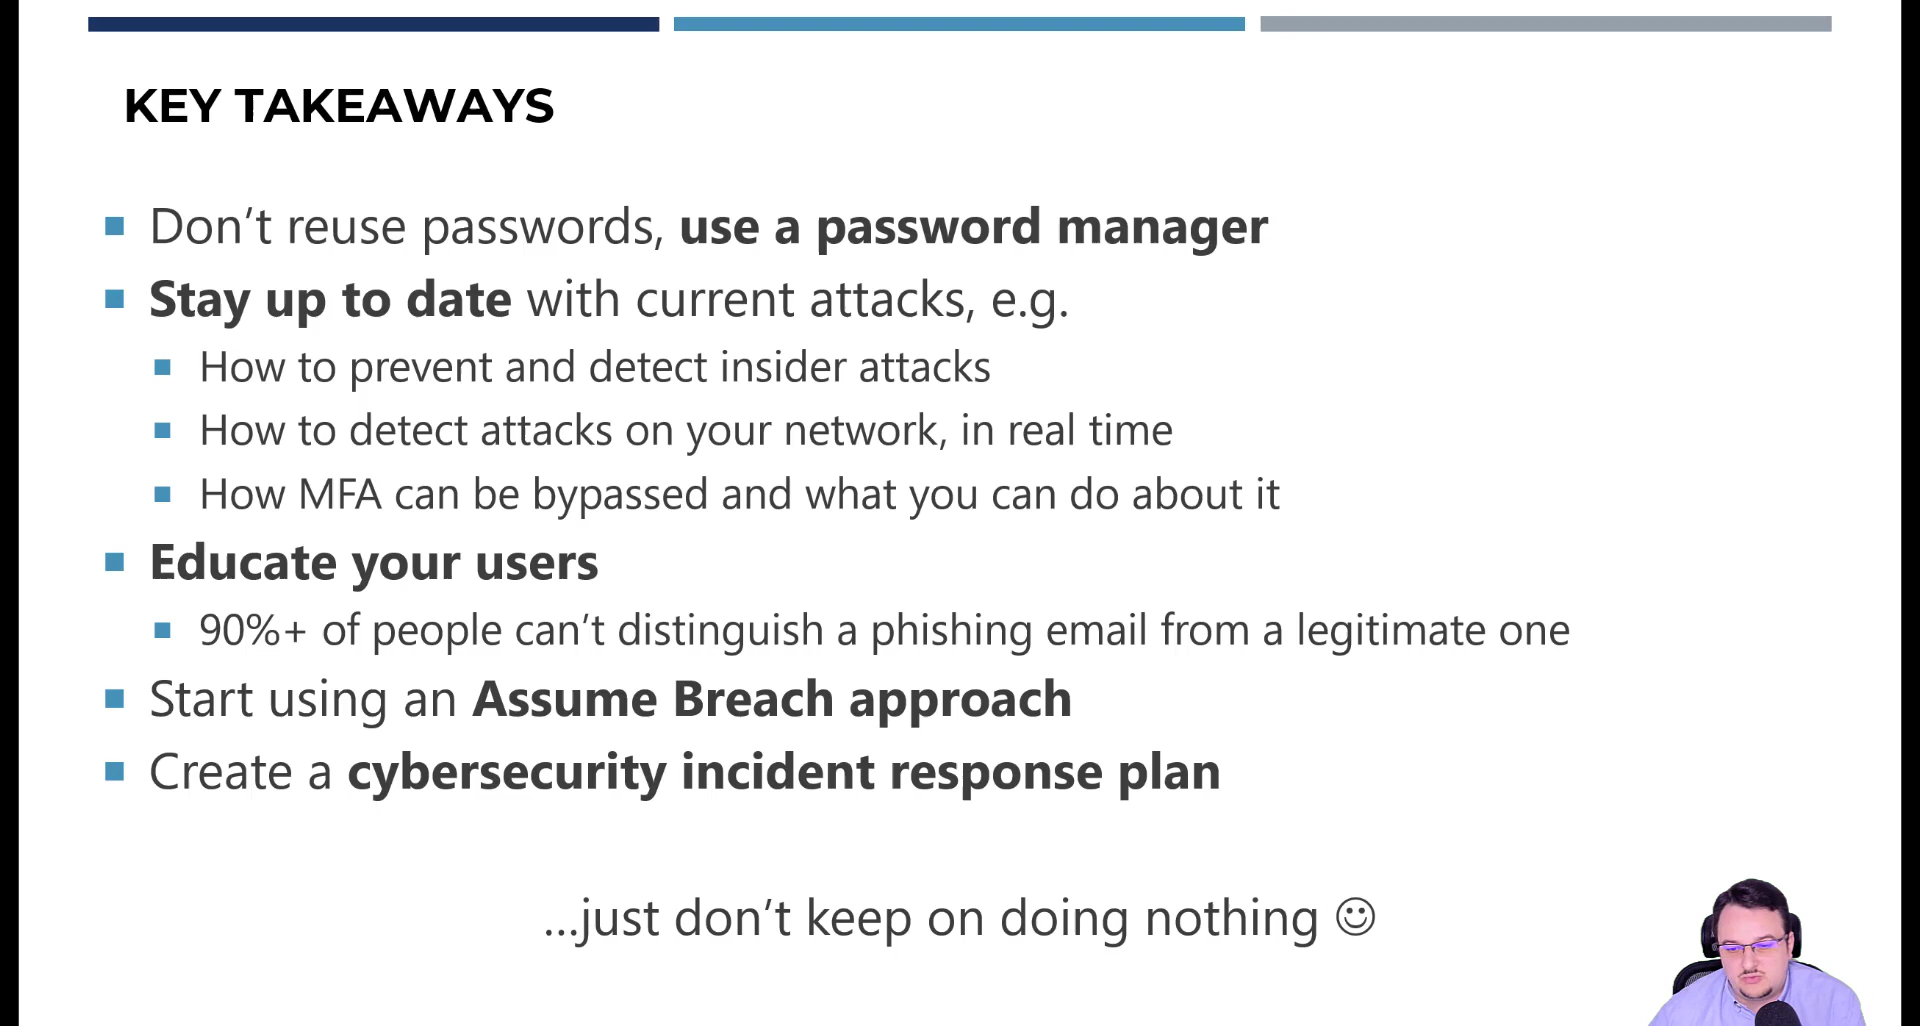 KEY TAKEAWAYS
Don’t reuse passwords, use a password manager
Stay up to date with current attacks, e.g.
How to prevent and detect insider attacks
How to detect attacks on your network, in real time
How MFA can be bypassed and what you can do about it
Educate your users
90%+ of people can’t distinguish a phishing email from a legitimate one
Start using an Assume Breach approach
Create a cybersecurity incident response plan
...just don’t keep on doing nothing ☺